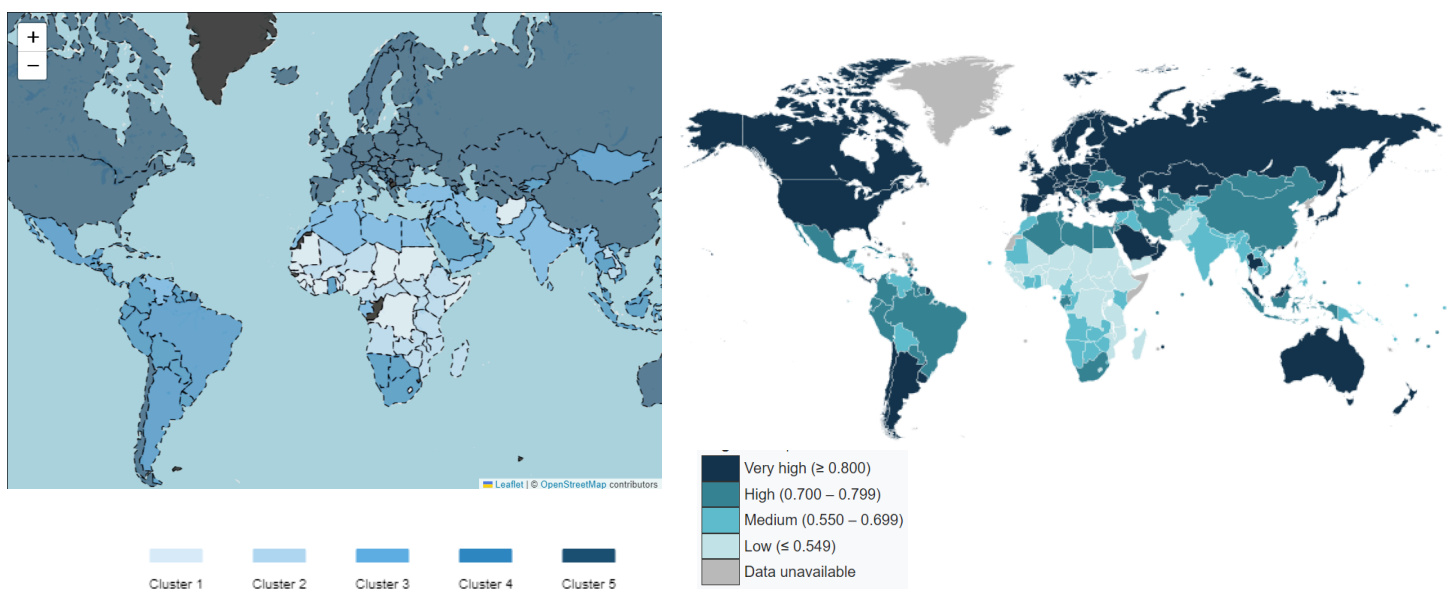 +
−
Leaflet | © OpenStreetMap contributors
Cluster 1 Cluster 2 Cluster 3 Cluster 4 Cluster 5
Very high (≥ 0.800)
High (0.700 – 0.799)
Medium (0.550 – 0.699)
Low (≤ 0.549)
Data unavailable